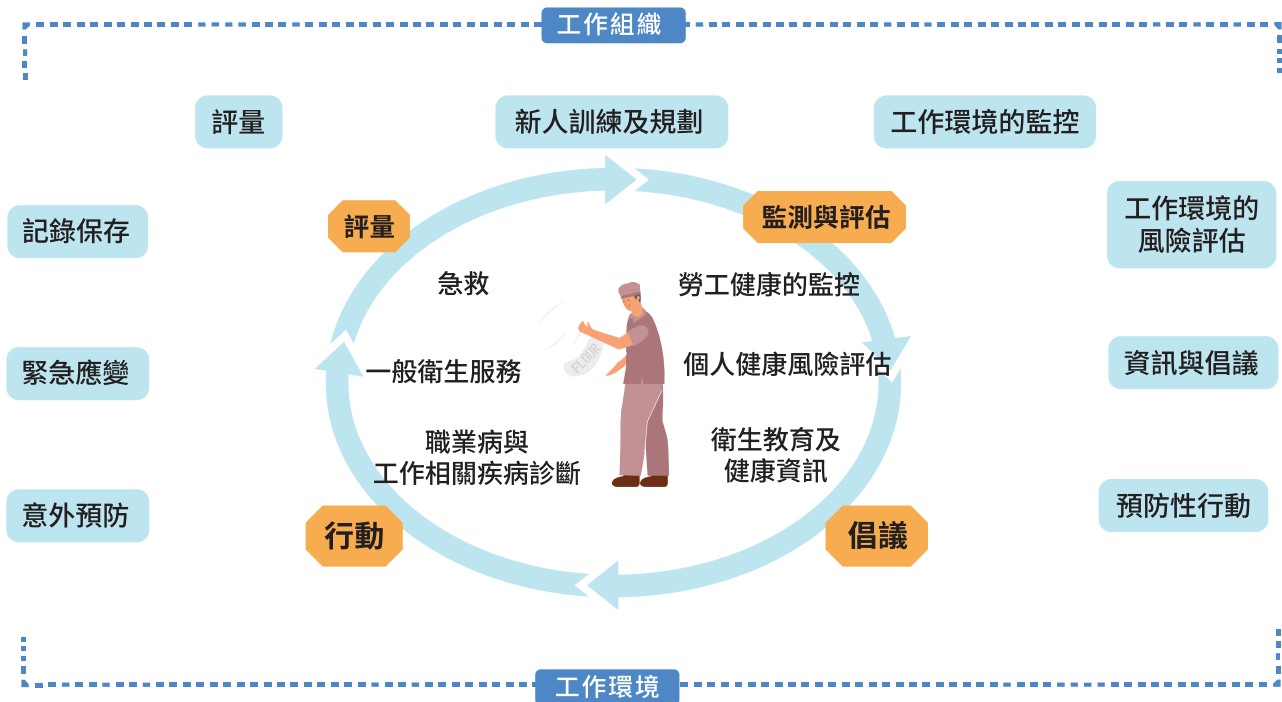 工作組織
評量
新人訓練及規劃
工作環境的監控
記錄保存
評量
監測與評估
工作環境的
風險評估
急救
勞工健康的監控
緊急應變
一般衛生服務
FLOUR
個人健康風險評估
資訊與倡議
職業病與
工作相關疾病診斷
衛生教育及
健康資訊
意外預防
行動
倡議
預防性行動
工作環境